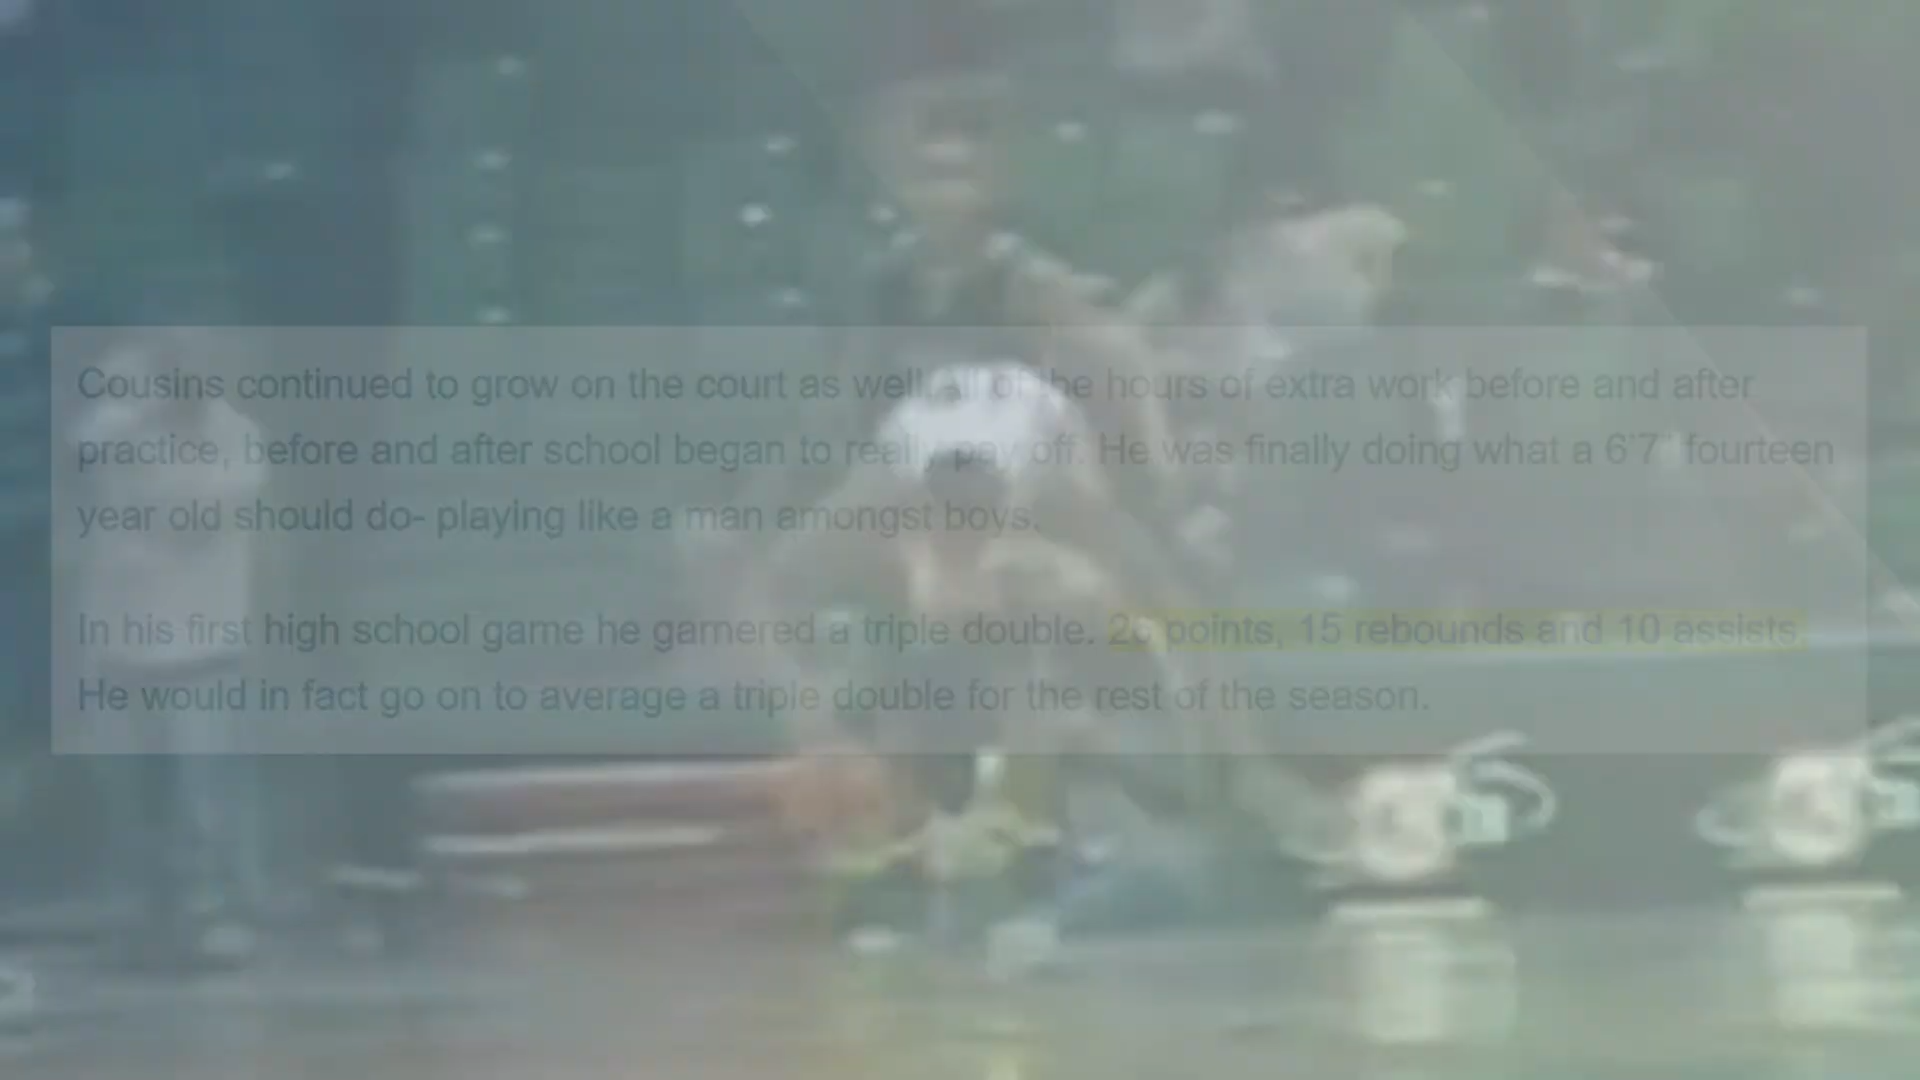 Cousins continued to grow on the court as well. All of the hours of extra work before and after
practice, before and after school began to really pay off. He was finally doing what a 6'7" fourteen
year old should do- playing like a man amongst boys.
In his first high school game he garnered a triple double. 20 points, 15 rebounds and 10 assists.
He would in fact go on to average a triple double for the rest of the season.